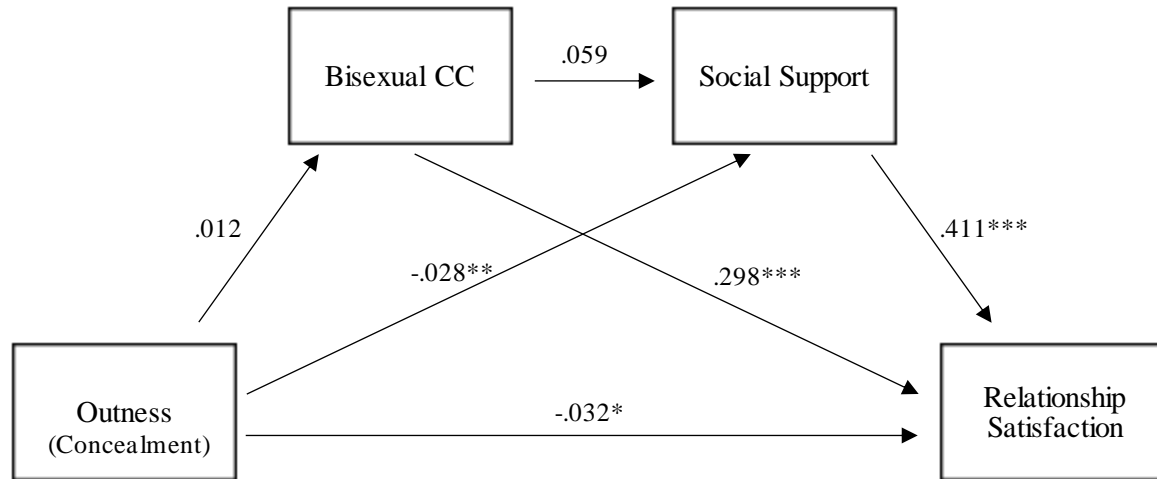 .059
Bisexual CC
Social Support
.012
-.028**
.298***
.411***
Outness
(Concealment)
-.032*
Relationship
Satisfaction